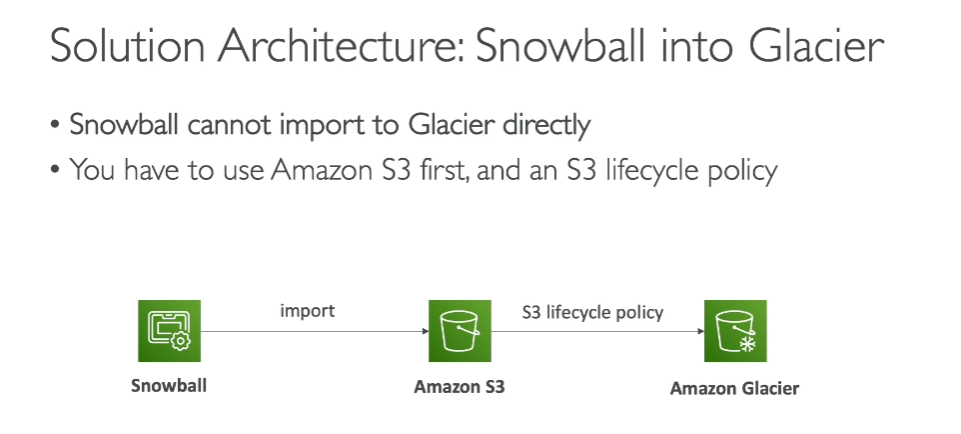 Solution Architecture: Snowball into Glacier
• Snowball cannot import to Glacier directly
• You have to use Amazon S3 first, and an S3 lifecycle policy
import
S3 lifecycle policy
Snowball
Amazon S3
Amazon Glacier